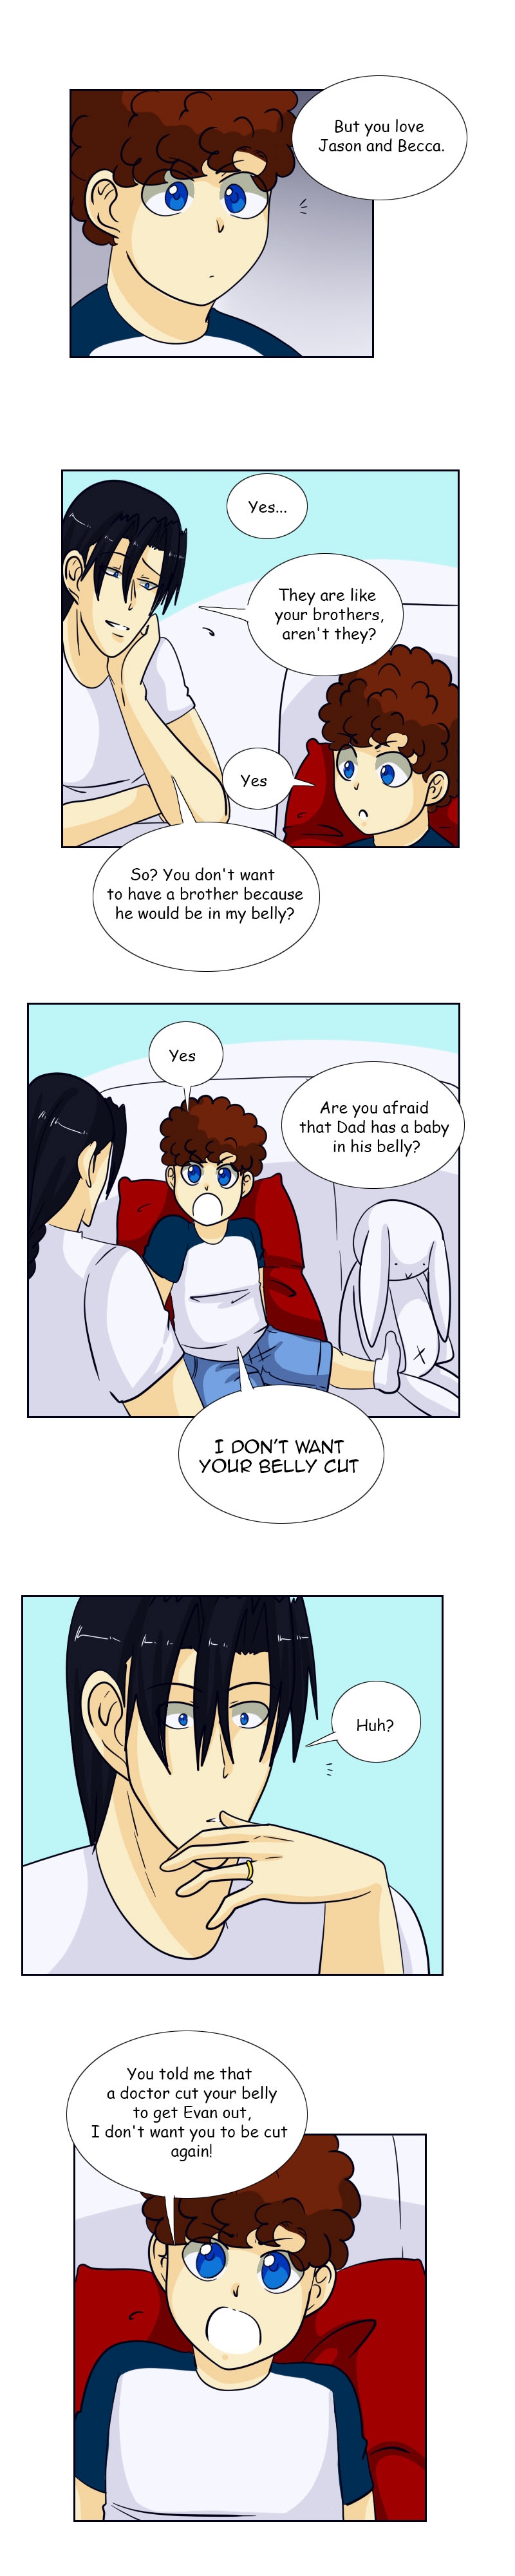 But you love
Jason and Becca.
Yes...
They are like
your brothers,
aren't they?
Yes
So? You don't want
to have a brother because
he would be in my belly?
Yes
Are you afraid
that Dad has a baby
in his belly?
I DON'T WANT
YOUR BELLY CUT
Huh?
You told me that
a doctor cut your belly
to get Evan out,
I don't want you to be cut
again!